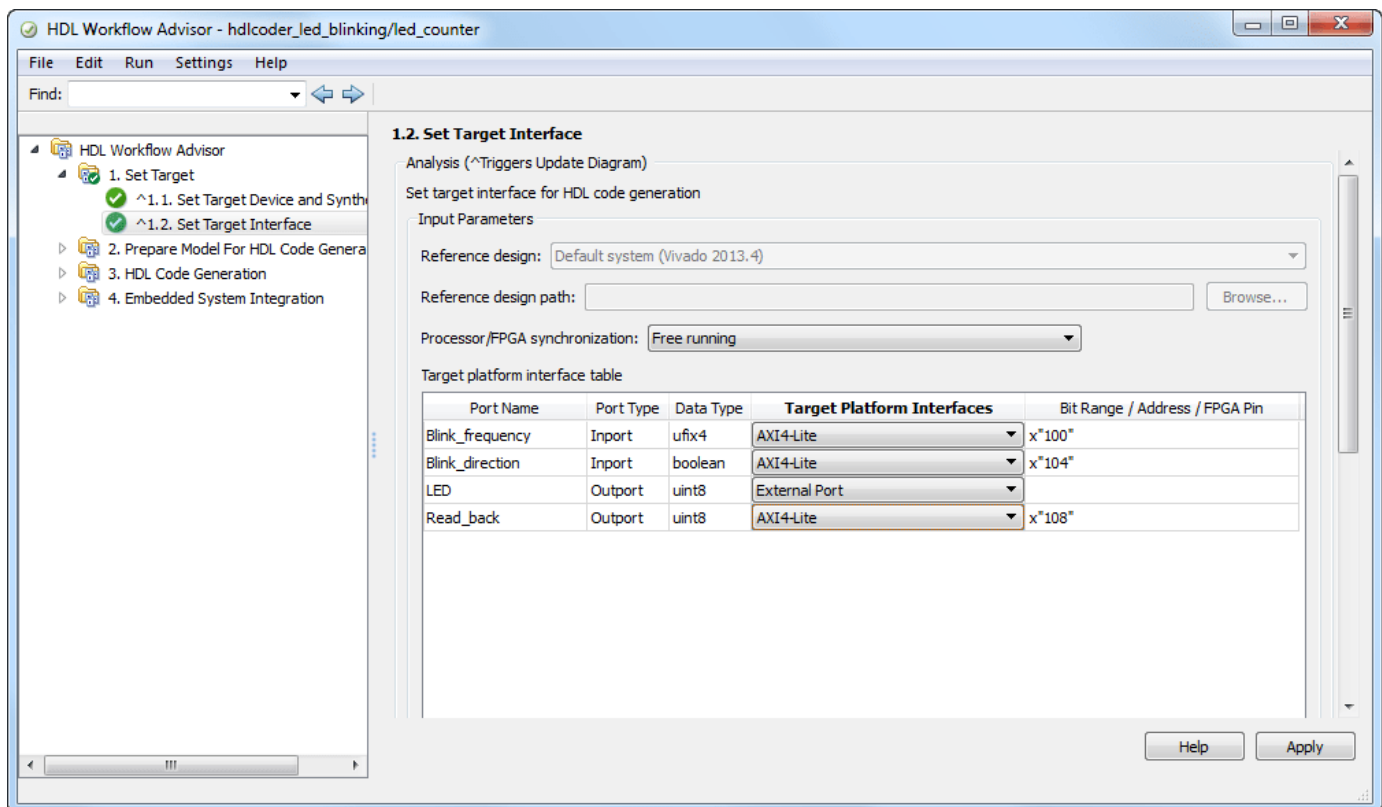 HDL Workflow Advisor - hdlcoder_led_blinking/led_counter
File Edit Run Settings Help
Find:
HDL Workflow Advisor
1. Set Target
^1.1. Set Target Device and Synthe
^1.2. Set Target Interface
2. Prepare Model For HDL Code Genera
3. HDL Code Generation
4. Embedded System Integration
1.2. Set Target Interface
Analysis (^Triggers Update Diagram)
Set target interface for HDL code generation
Input Parameters
Reference design: Default system (Vivado 2013.4)
Reference design path: Browse...
Processor/FPGA synchronization: Free running
Target platform interface table
Port Name Port Type Data Type Target Platform Interfaces Bit Range / Address / FPGA Pin
Blink_frequency Inport ufix4 AXI4-Lite x"100"
Blink_direction Inport boolean AXI4-Lite x"104"
LED Outport uint8 External Port
Read_back Outport uint8 AXI4-Lite x"108"
Help Apply